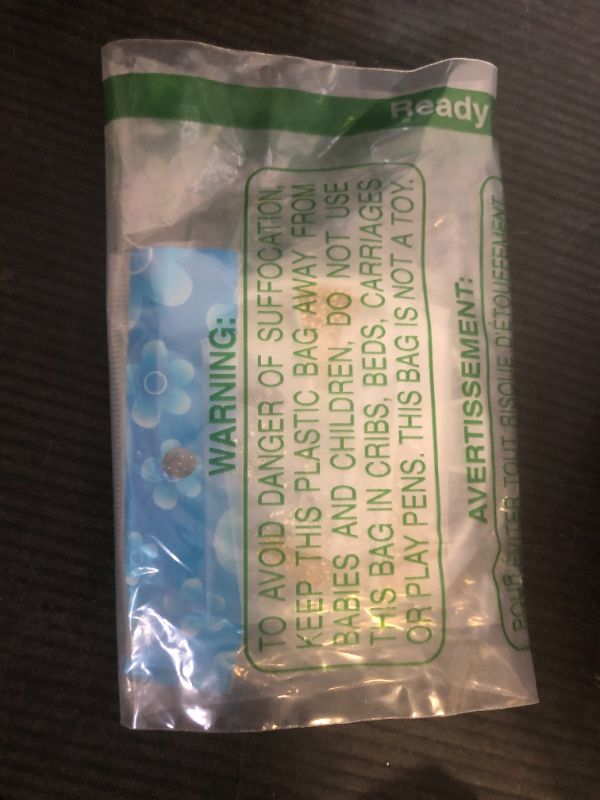 Ready
WARNING:
TO AVOID DANGER OF SUFFOCATION,
KEEP THIS PLASTIC BAG AWAY FROM
BABIES AND CHILDREN, DO NOT USE
THIS BAG IN CRIBS, BEDS, CARRIAGES
OR PLAY PENS. THIS BAG IS NOT A TOY.
AVERTISSEMENT:
POUR ÉVITER TOUT RISQUE D'ÉTOUFFEMENT